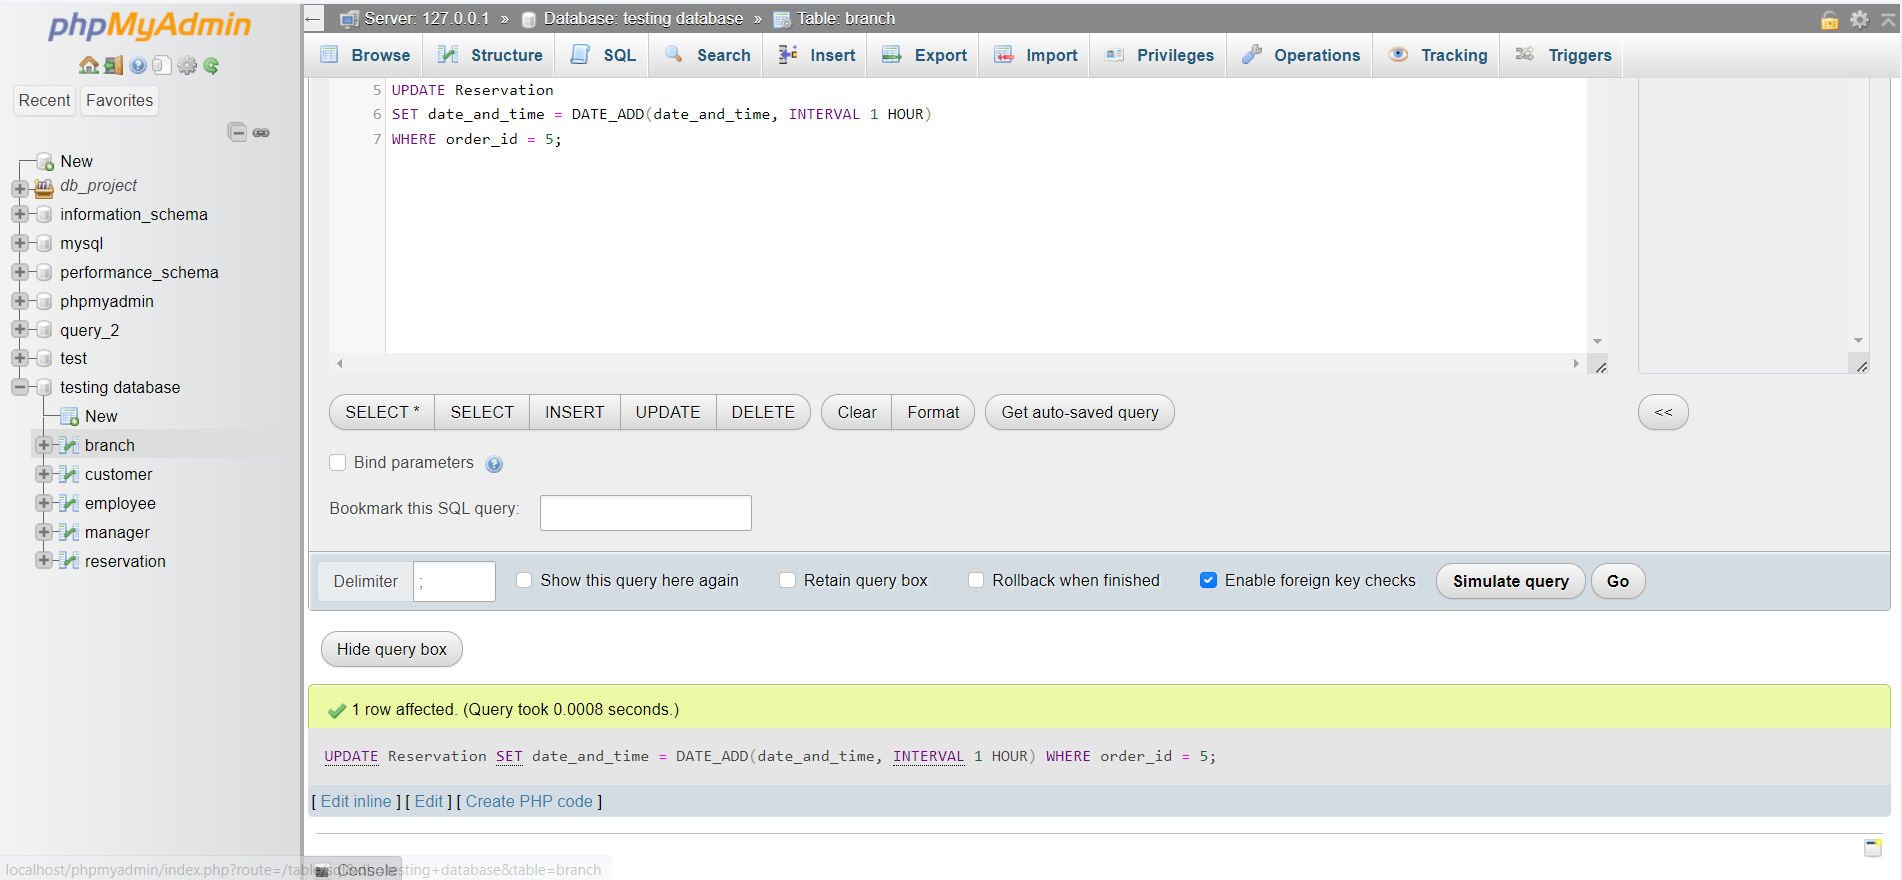 phpMyAdmin
Recent
Favorites
New
db_project
information_schema
mysql
performance_schema
phpmyadmin
query_2
test
testing database
New
branch
customer
employee
manager
reservation
Server: 127.0.0.1 » Database: testing database » Table: branch
Browse Structure SQL Search Insert Export Import Privileges Operations Tracking Triggers
5 UPDATE Reservation
6 SET date_and_time = DATE_ADD(date_and_time, INTERVAL 1 HOUR)
7 WHERE order_id = 5;
SELECT * SELECT INSERT UPDATE DELETE Clear Format Get auto-saved query <<
Bind parameters
Bookmark this SQL query:
Delimiter ; Show this query here again Retain query box Rollback when finished Enable foreign key checks Simulate query Go
Hide query box
1 row affected. (Query took 0.0008 seconds.)
UPDATE Reservation SET date_and_time = DATE_ADD(date_and_time, INTERVAL 1 HOUR) WHERE order_id = 5;
[ Edit inline ] [ Edit ] [ Create PHP code ]
Console
localhost/phpmyadmin/index.php?route=/table/sql&db=testing+database&table=branch